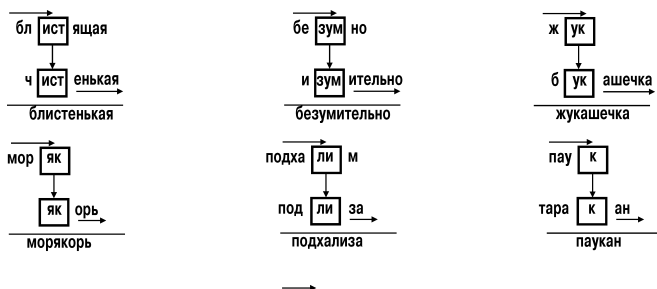 бл ист ящая
ч ист енькая
блистенькая
бе зум но
и зум ительно
безумительно
ж ук
б ук ашечка
жукашечка
мор як
як орь
морякорь
подха ли м
под ли за
подхализа
пау к
тара к ан
паукан